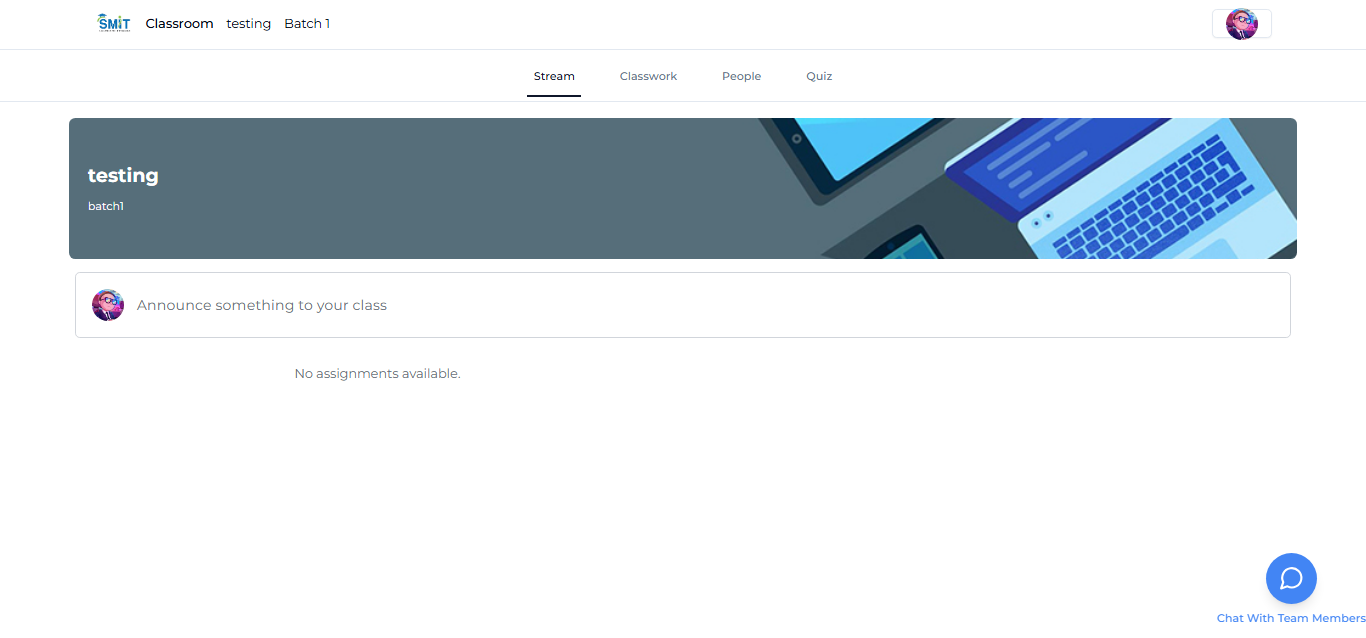 SMIT
Classroom testing Batch 1
Stream Classwork People Quiz
testing
batch1
Announce something to your class
No assignments available.
Chat With Team Members